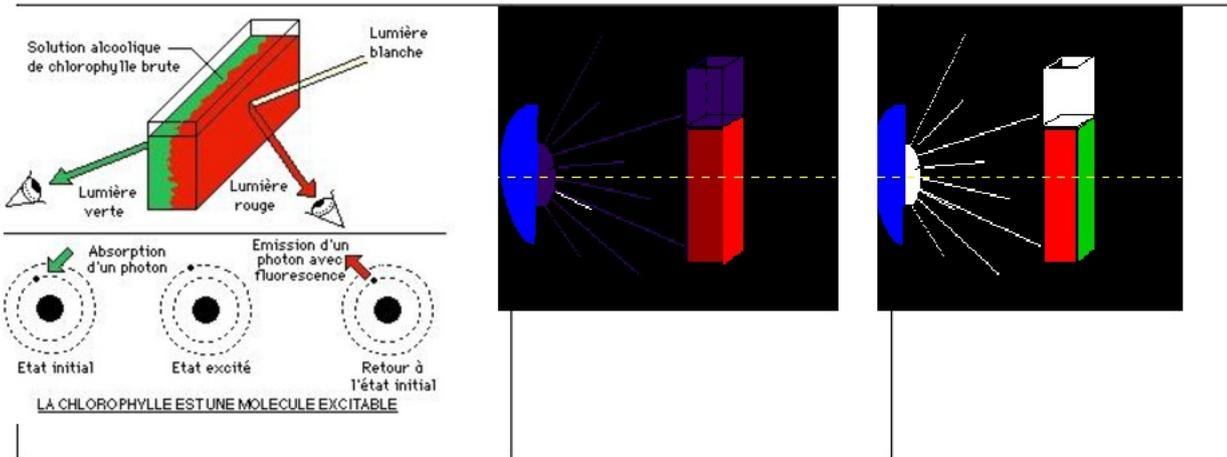 Solution alcoolique
de chlorophylle brute
Lumière
blanche
Lumière
verte
Lumière
rouge
Absorption
d'un photon
Emission d'un
photon avec
fluorescence
Etat initial
Etat excité
Retour à
l'état initial
LA CHLOROPHYLLE EST UNE MOLECULE EXCITABLE